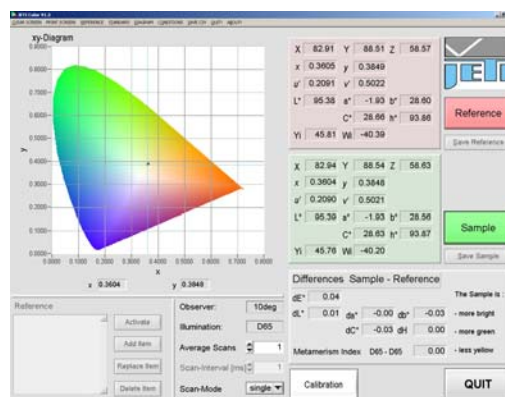 JETI Color V1.2
xy-Diagram
0.9000
0.8000
0.7000
0.6000
0.5000
0.4000
0.3000
0.2000
0.1000
0.0000
y
0.0000 0.1000 0.2000 0.3000 0.4000 0.5000 0.6000 0.7000 0.8000
x
x 0.3604 y 0.3848
X 82.91 Y 88.51 Z 58.57
x 0.3605 y 0.3849
u' 0.2091 v' 0.5022
L* 95.38 a* -1.93 b* 28.60
C* 28.66 h* 93.86
Yi 45.81 Wi -40.39
X 82.94 Y 88.54 Z 58.63
x 0.3604 y 0.3848
u' 0.2090 v' 0.5021
L* 95.39 a* -1.93 b* 28.56
C* 28.63 h* 93.87
Yi 45.76 Wi -40.20
Reference
Save Reference
Sample
Save Sample
Differences Sample - Reference
dE* 0.04
dL* 0.01 da* -0.00 db* -0.03
dC* -0.03 dH 0.00
Metamerism Index D65 - D65 0.00
The Sample is :
- more bright
- more green
- less yellow
Reference
Activate
Add Item
Replace Item
Delete Item
Observer: 10deg
Illumination: D65
Average Scans 1
Scan-Interval [ms] 1
Scan-Mode single
Calibration
QUIT